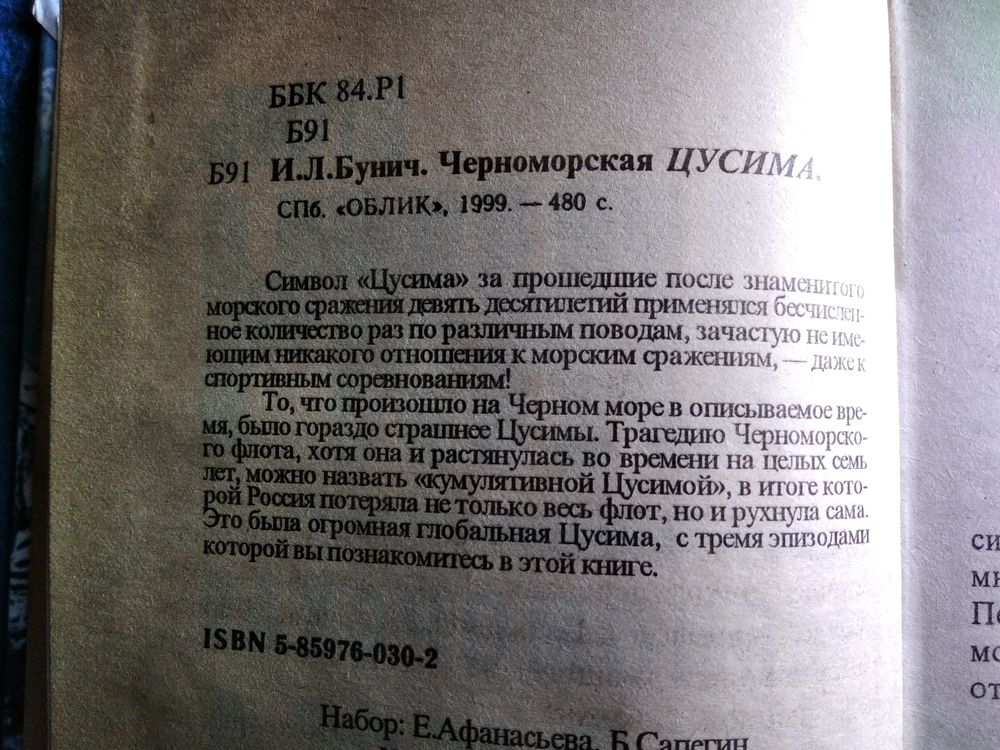 ББК 84.Р1
Б91
Б91 И.Л.Бунич. Черноморская ЦУСИМА.
СПб. «ОБЛИК», 1999. — 480 с.
Символ «Цусима» за прошедшие после знаменитого
морского сражения девять десятилетий применялся бесчислен-
ное количество раз по различным поводам, зачастую не име-
ющим никакого отношения к морским сражениям, — даже к
спортивным соревнованиям!
То, что произошло на Черном море в описываемое вре-
мя, было гораздо страшнее Цусимы. Трагедию Черноморско-
го флота, хотя она и растянулась во времени на целых семь
лет, можно назвать «кумулятивной Цусимой», в итоге кото-
рой Россия потеряла не только весь флот, но и рухнула сама.
Это была огромная глобальная Цусима, с тремя эпизодами
которой вы познакомитесь в этой книге.
ISBN 5-85976-030-2
Набор: Е.Афанасьева, Б.Сапегин
си
мн
Пе
мо
от